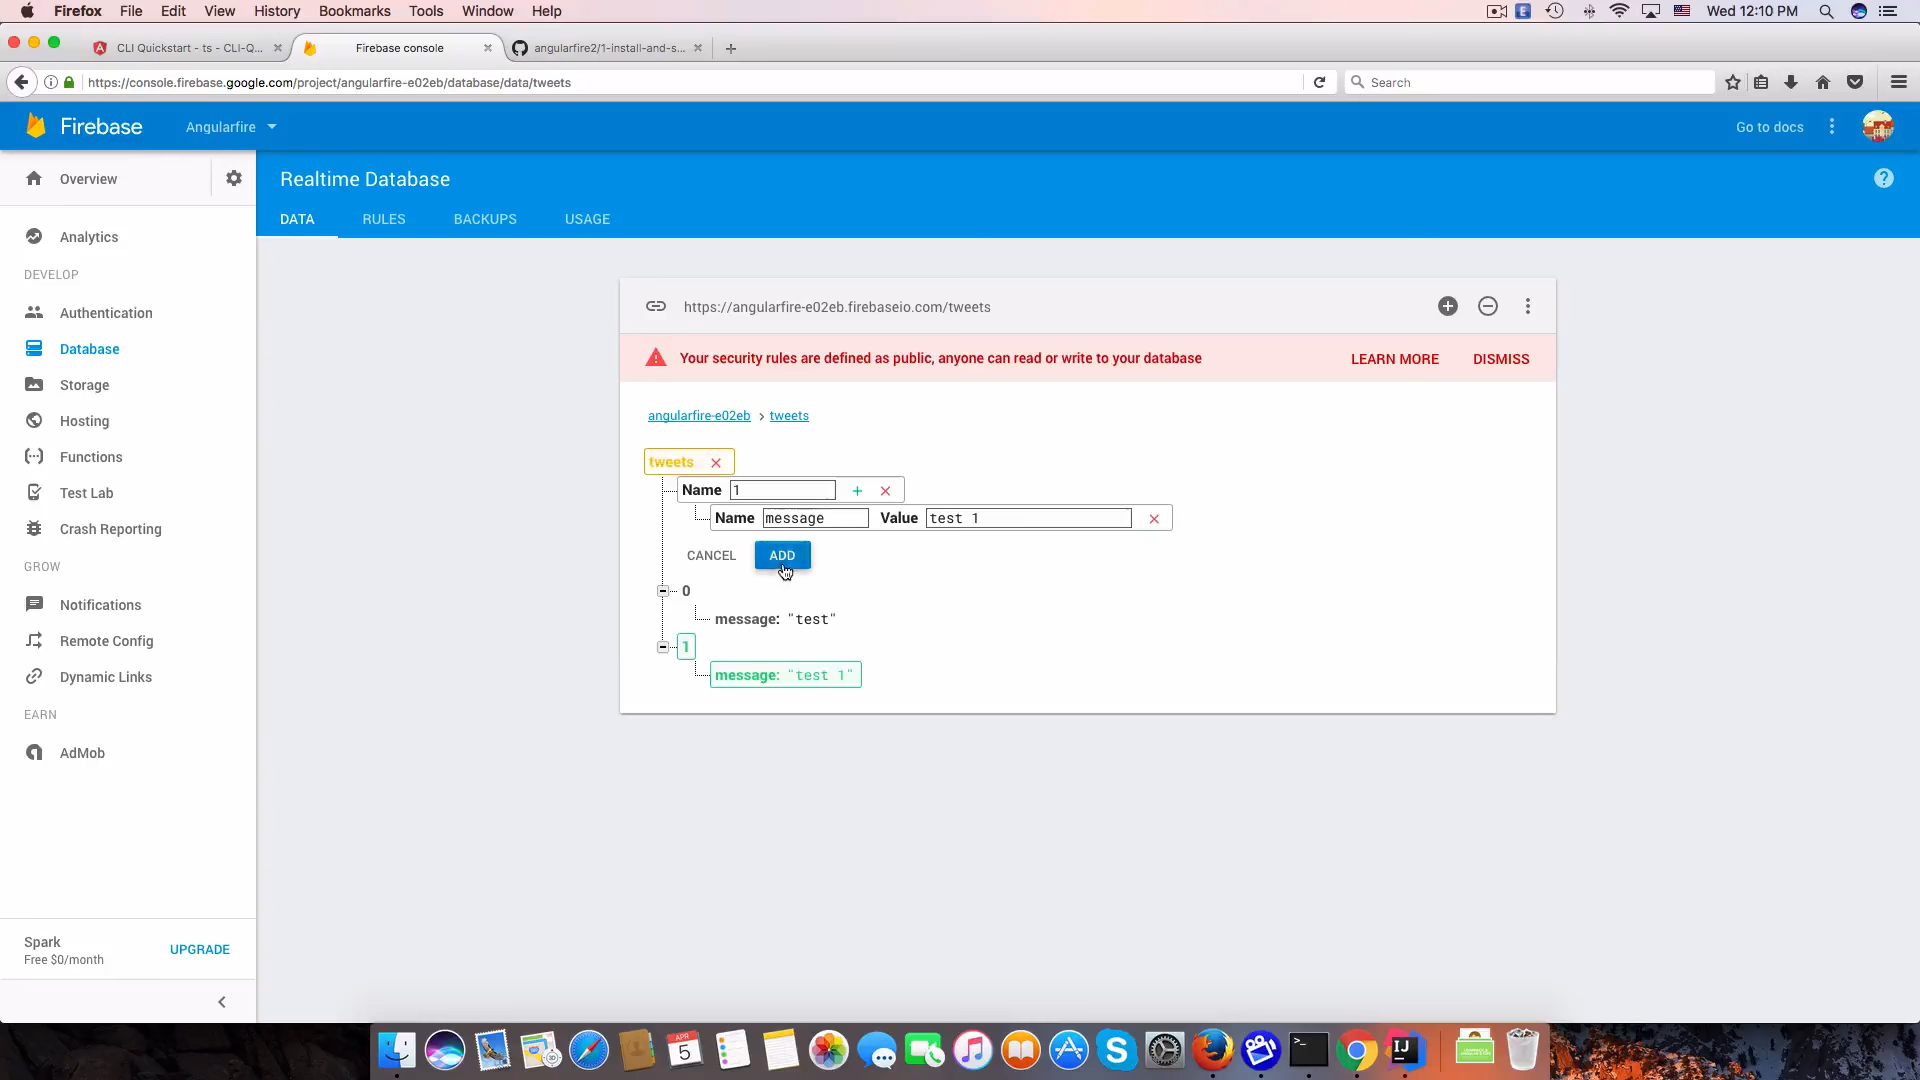 Firefox File Edit View History Bookmarks Tools Window Help Wed 12:10 PM
CLI Quickstart - ts - CLI-Q... Firebase console angularfire2/1-install-and-s...
https://console.firebase.google.com/project/angularfire-e02eb/database/data/tweets Search
Firebase Angularfire Go to docs
Overview
Realtime Database
DATA RULES BACKUPS USAGE
Analytics
DEVELOP
Authentication
Database
Storage
Hosting
Functions
Test Lab
Crash Reporting
GROW
Notifications
Remote Config
Dynamic Links
EARN
AdMob
Spark
Free $0/month
UPGRADE
https://angularfire-e02eb.firebaseio.com/tweets
Your security rules are defined as public, anyone can read or write to your database LEARN MORE DISMISS
angularfire-e02eb > tweets
tweets
Name 1
Name message Value test 1
CANCEL ADD
0
message: "test"
1
message: "test 1"
APR
5
IJ